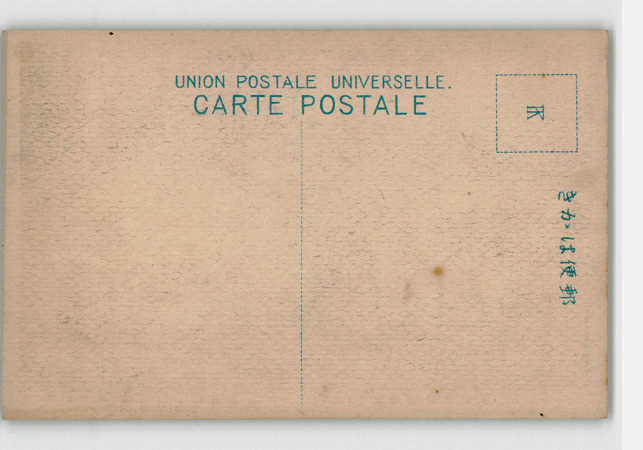 UNION POSTALE UNIVERSELLE.
CARTE POSTALE
郵便はがき